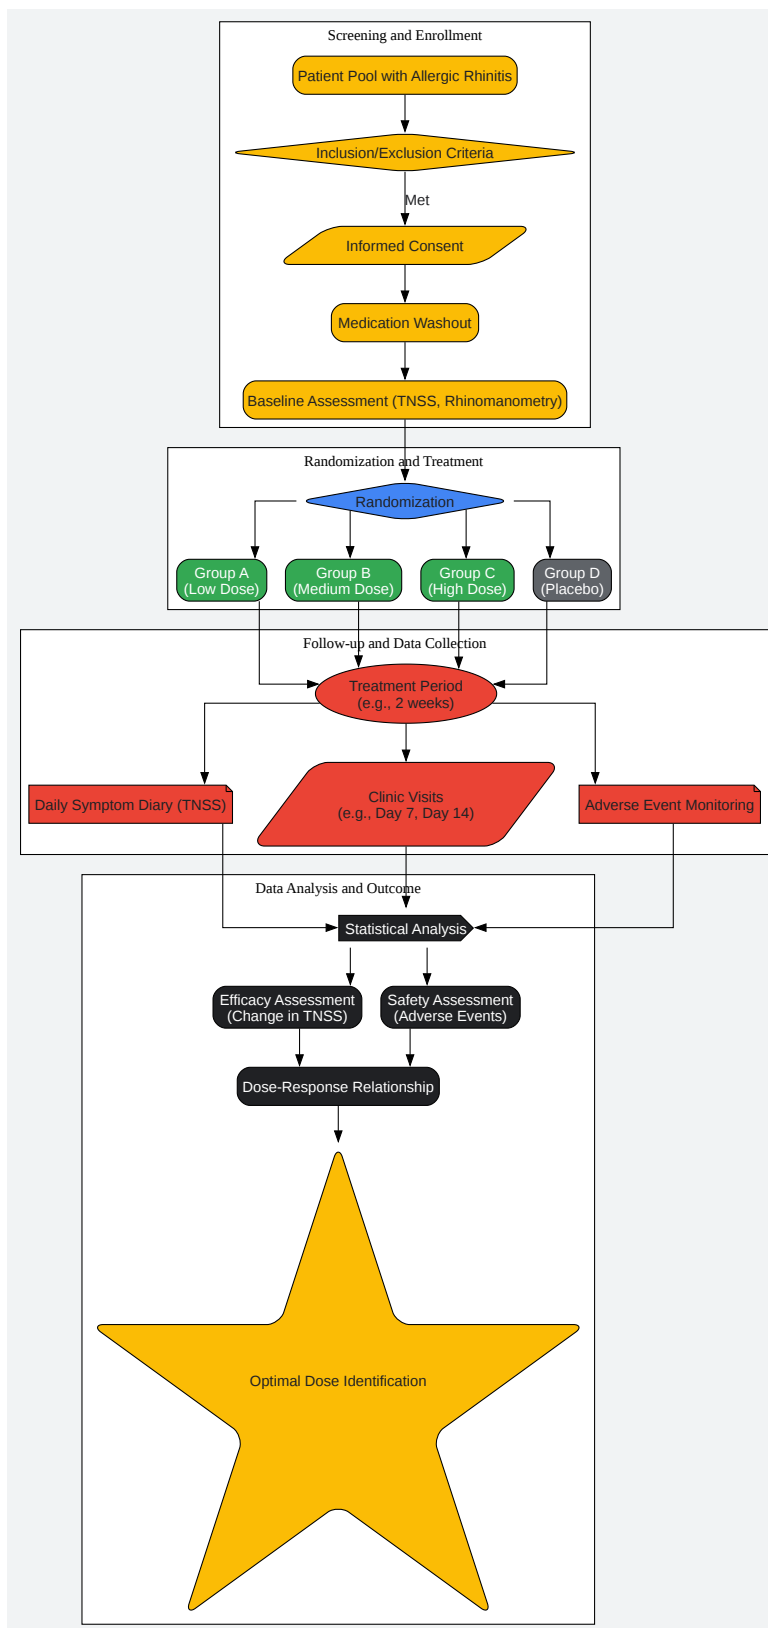 Screening and Enrollment
Patient Pool with Allergic Rhinitis
Inclusion/Exclusion Criteria
Met
Informed Consent
Medication Washout
Baseline Assessment (TNSS, Rhinomanometry)
Randomization and Treatment
Randomization
Group A
(Low Dose)
Group B
(Medium Dose)
Group C
(High Dose)
Group D
(Placebo)
Follow-up and Data Collection
Treatment Period
(e.g., 2 weeks)
Daily Symptom Diary (TNSS)
Clinic Visits
(e.g., Day 7, Day 14)
Adverse Event Monitoring
Data Analysis and Outcome
Statistical Analysis
Efficacy Assessment
(Change in TNSS)
Safety Assessment
(Adverse Events)
Dose-Response Relationship
Optimal Dose Identification